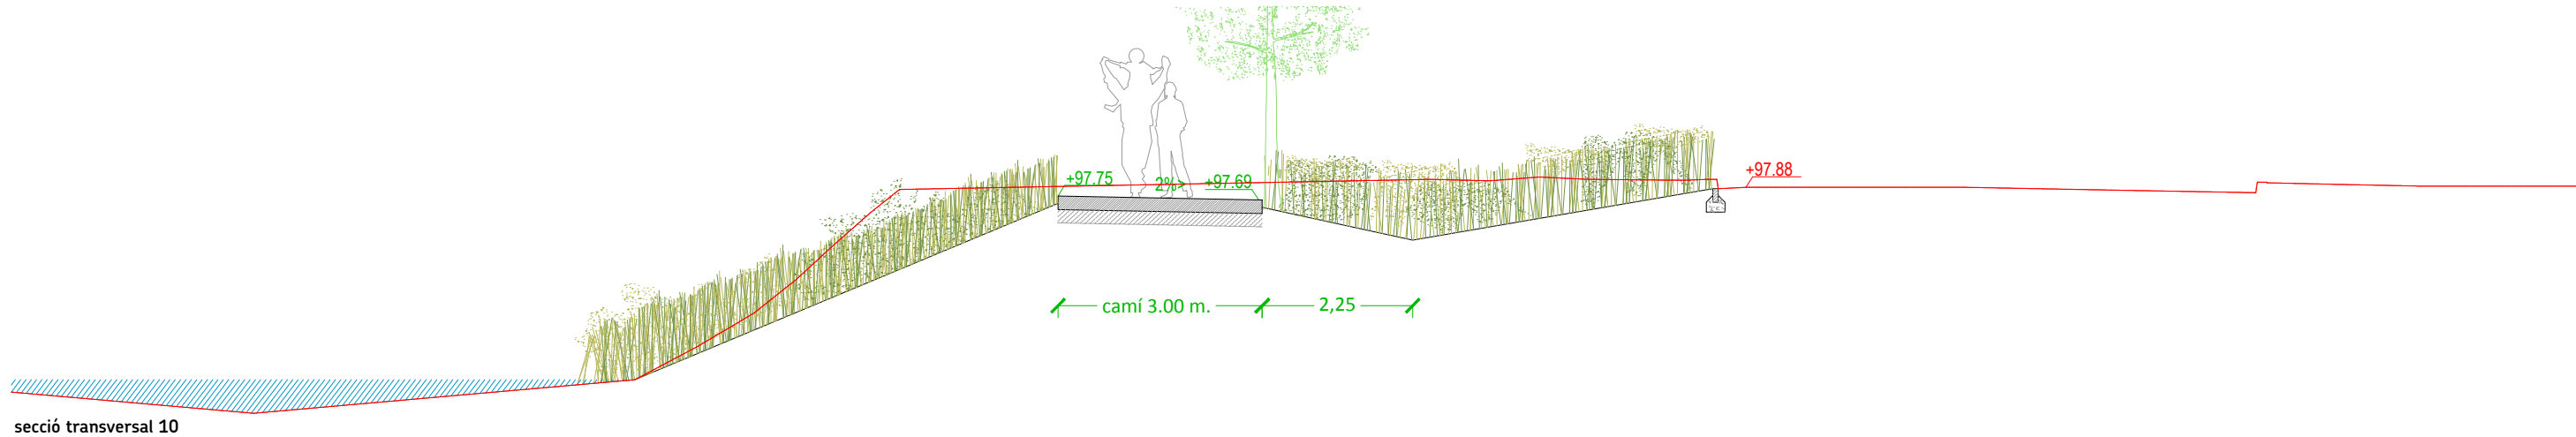 +97.75
2%>
+97.69
+97.88
camí 3.00 m.
2,25
secció transversal 10